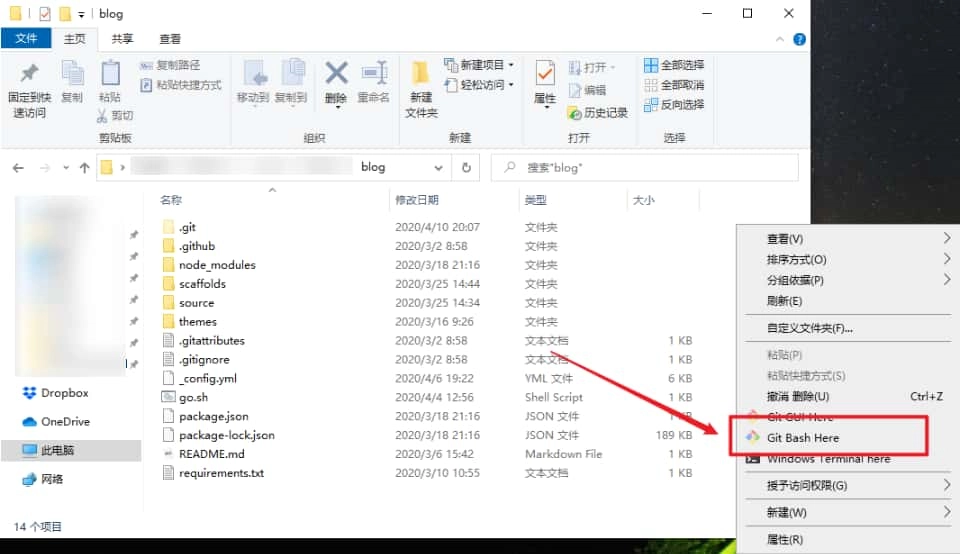 blog
文件 主页 共享 查看
固定到快速访问 复制 粘贴 复制路径 粘贴快捷方式 剪切
移动到 复制到 删除 重命名
新建文件夹 新建项目 轻松访问
属性 打开 编辑 历史记录
全部选择 全部取消 反向选择
剪贴板 组织 新建 打开 选择
blog 搜索"blog"
名称 修改日期 类型 大小
.git 2020/4/10 20:07 文件夹
.github 2020/3/2 8:58 文件夹
node_modules 2020/3/18 21:16 文件夹
scaffolds 2020/3/25 14:44 文件夹
source 2020/3/25 14:34 文件夹
themes 2020/3/16 9:26 文件夹
.gitattributes 2020/3/2 8:58 文本文档 1 KB
.gitignore 2020/3/2 8:58 文本文档 1 KB
_config.yml 2020/4/6 19:22 YML 文件 6 KB
go.sh 2020/4/4 12:56 Shell Script 1 KB
package.json 2020/3/18 21:16 JSON 文件 KB
package-lock.json 2020/3/18 21:16 JSON 文件 189 KB
README.md 2020/3/6 15:42 Markdown File 1 KB
requirements.txt 2020/3/10 10:55 文本文档 1 KB
Dropbox
OneDrive
此电脑
网络
14 个项目
查看(V)
排序方式(O)
分组依据(P)
刷新(E)
自定义文件夹(F)...
粘贴(P)
粘贴快捷方式(S)
撤消 删除(U) Ctrl+Z
Git GUI Here
Git Bash Here
Windows Terminal here
授予访问权限(G)
新建(W)
属性(R)